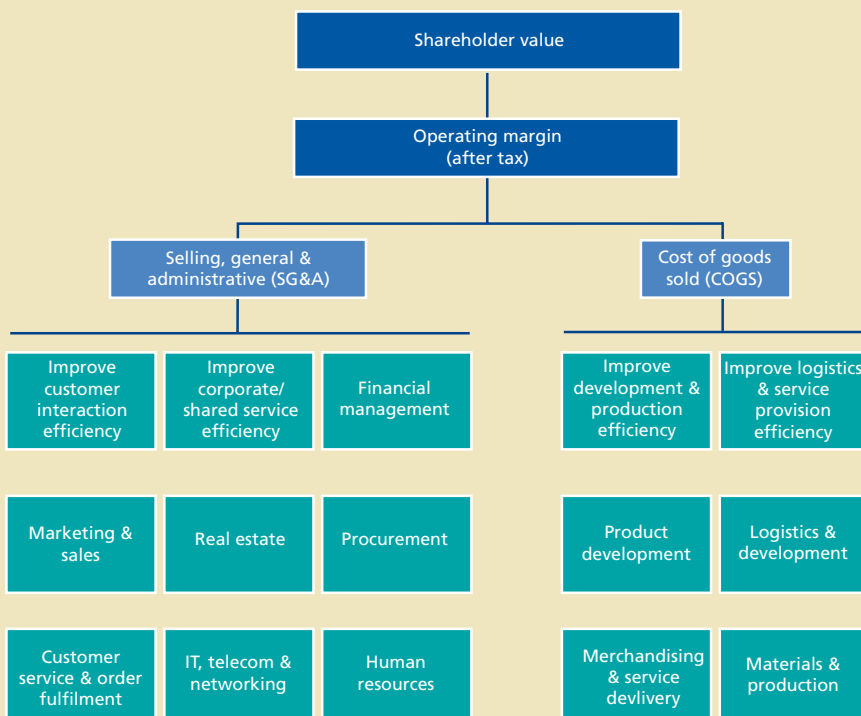 Shareholder value
Operating margin
(after tax)
Selling, general &
administrative (SG&A)
Cost of goods
sold (COGS)
Improve
customer
interaction
efficiency
Improve
corporate/
shared service
efficiency
Financial
management
Improve
development &
production
efficiency
Improve logistics
& service
provision
efficiency
Marketing &
sales
Real estate
Procurement
Product
development
Logistics &
development
Customer
service & order
fulfilment
IT, telecom &
networking
Human
resources
Merchandising
& service
devlivery
Materials &
production